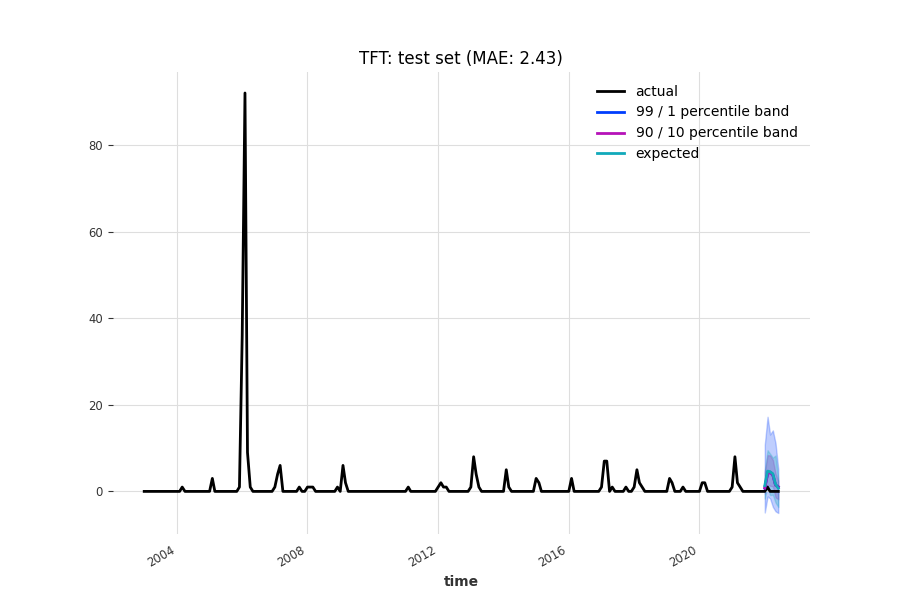 TFT: test set (MAE: 2.43)
actual
99 / 1 percentile band
90 / 10 percentile band
expected
80
60
40
20
0
2004
2008
2012
2016
2020
time